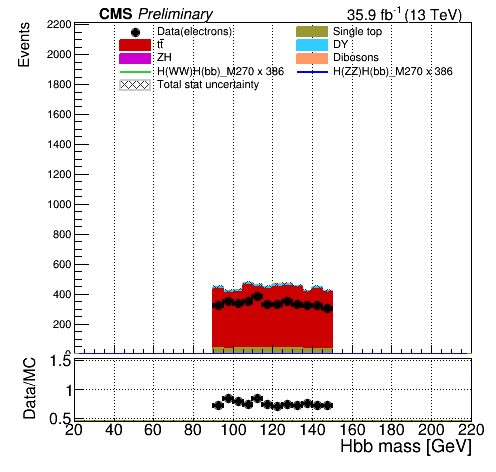 CMS Preliminary 35.9 fb⁻¹ (13 TeV)
Data(electrons) Single top
tt̄ DY
ZH Dibosons
H(WW)H(bb)_M270 x 386 H(ZZ)H(bb)_M270 x 386
Total stat uncertainty
Events
2200
2000
1800
1600
1400
1200
1000
800
600
400
200
0
Data/MC
1.5
1
0.5
20 40 60 80 100 120 140 160 180 200 220
Hbb mass [GeV]